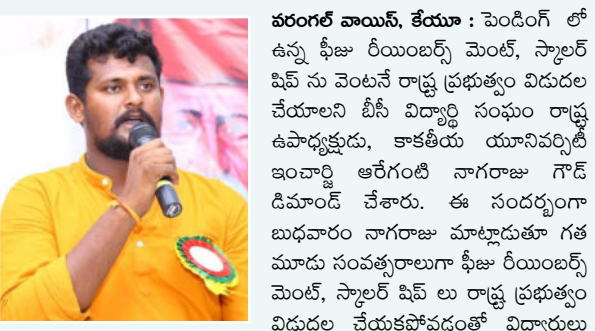 వరంగల్ వాయిస్, కేయూ : పెండింగ్ లో
ఉన్న ఫీజు రీయింబర్స్ మెంట్, స్కాలర్
షిప్ ను వెంటనే రాష్ట్ర ప్రభుత్వం విడుదల
చేయాలని బీసీ విద్యార్థి సంఘం రాష్ట్ర
ఉపాధ్యక్షుడు, కాకతీయ యూనివర్సిటీ
ఇంచార్జి ఆరేగంటి నాగరాజు గౌడ్
డిమాండ్ చేశారు. ఈ సందర్భంగా
బుధవారం నాగరాజు మాట్లాడుతూ గత
మూడు సంవత్సరాలుగా ఫీజు రీయింబర్స్
మెంట్, స్కాలర్ షిప్ లు రాష్ట్ర ప్రభుత్వం
విడుదల చేయకపోవడంతో విద్యార్థులు